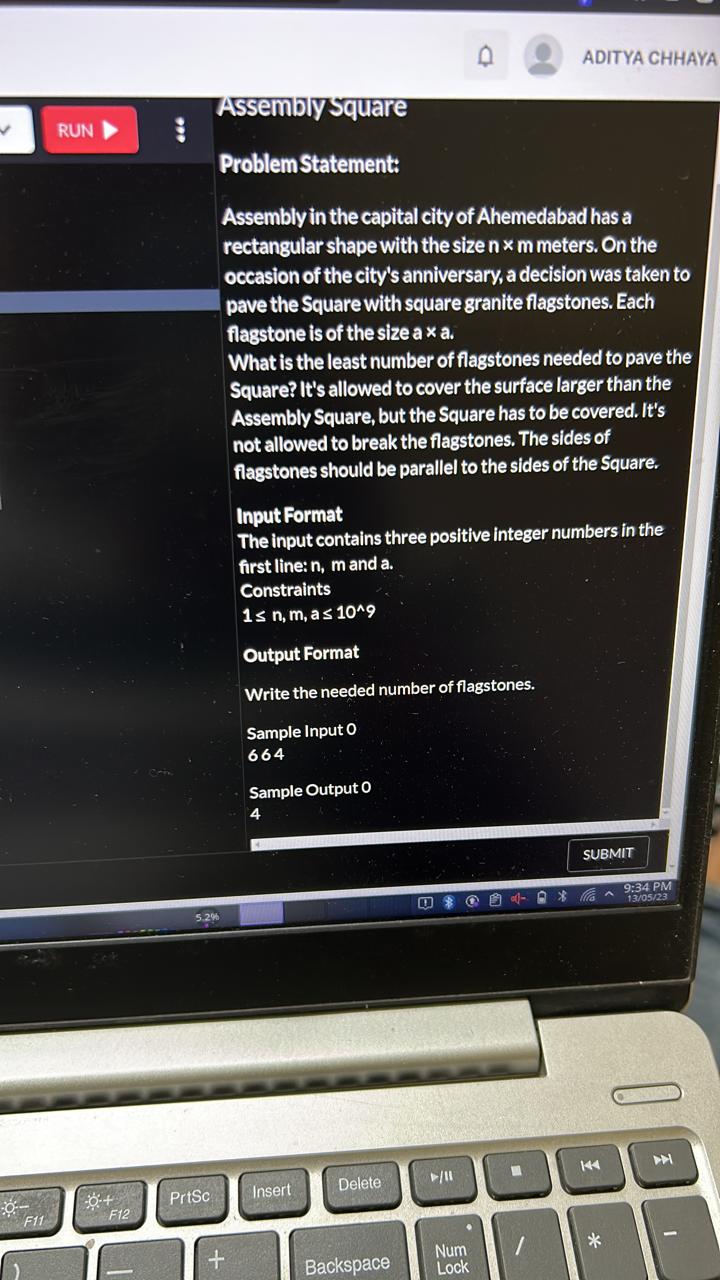 ADITYA CHHAYA
RUN
Assembly Square
Problem Statement:
Assembly in the capital city of Ahemedabad has a
rectangular shape with the size n × m meters. On the
occasion of the city's anniversary, a decision was taken to
pave the Square with square granite flagstones. Each
flagstone is of the size a × a.
What is the least number of flagstones needed to pave the
Square? It's allowed to cover the surface larger than the
Assembly Square, but the Square has to be covered. It's
not allowed to break the flagstones. The sides of
flagstones should be parallel to the sides of the Square.
Input Format
The input contains three positive integer numbers in the
first line: n, m and a.
Constraints
1 ≤ n, m, a ≤ 10^9
Output Format
Write the needed number of flagstones.
Sample Input 0
6 6 4
Sample Output 0
4
SUBMIT
5.2%
9:34 PM
13/05/23
F11
F12
PrtSc
Insert
Delete
)
—
+
Backspace
Num
Lock
/
*
-